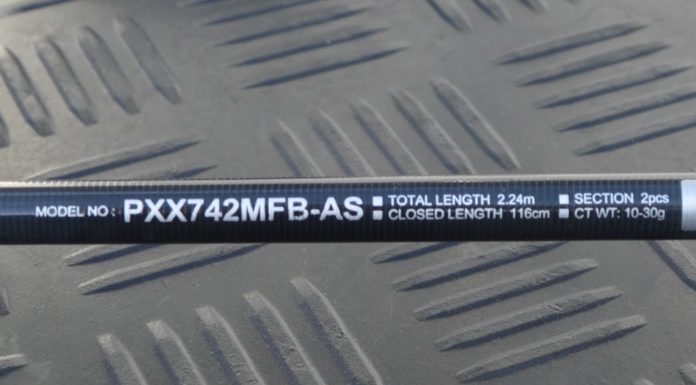 MODEL NO: PXX742MFB-AS ■ TOTAL LENGTH 2.24m ■ SECTION 2pcs
■ CLOSED LENGTH 116cm ■ CT WT: 10-30g